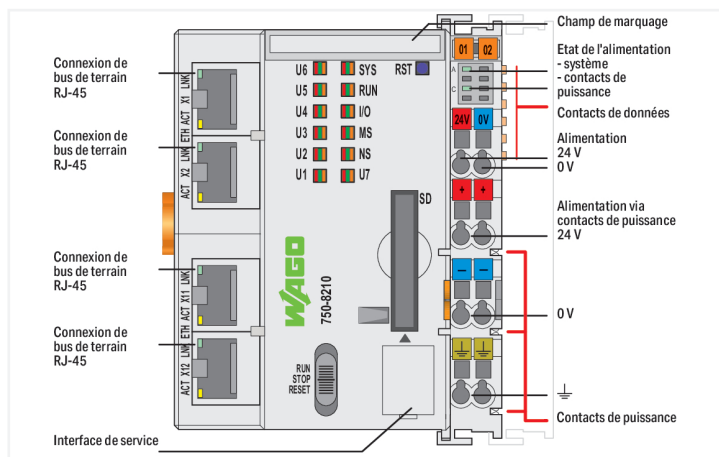 Champ de marquage
Connexion de
bus de terrain
RJ-45
Connexion de
bus de terrain
RJ-45
Connexion de
bus de terrain
RJ-45
Connexion de
bus de terrain
RJ-45
Interface de service
ACT X1 LNK
ETH
ACT X2 LNK
ACT X11 LNK
ETH
ACT X12 LNK
U6 SYS
U5 RUN
U4 I/O
U3 MS
U2 NS
U1 U7
RST
SD
WAGO
750-8210
RUN
STOP
RESET
01 02
A
C
24V 0V
+ +
— —
Etat de l'alimentation
- système
- contacts de
puissance
Contacts de données
Alimentation
24 V
0 V
Alimentation via
contacts de puissance
24 V
0 V
Contacts de puissance